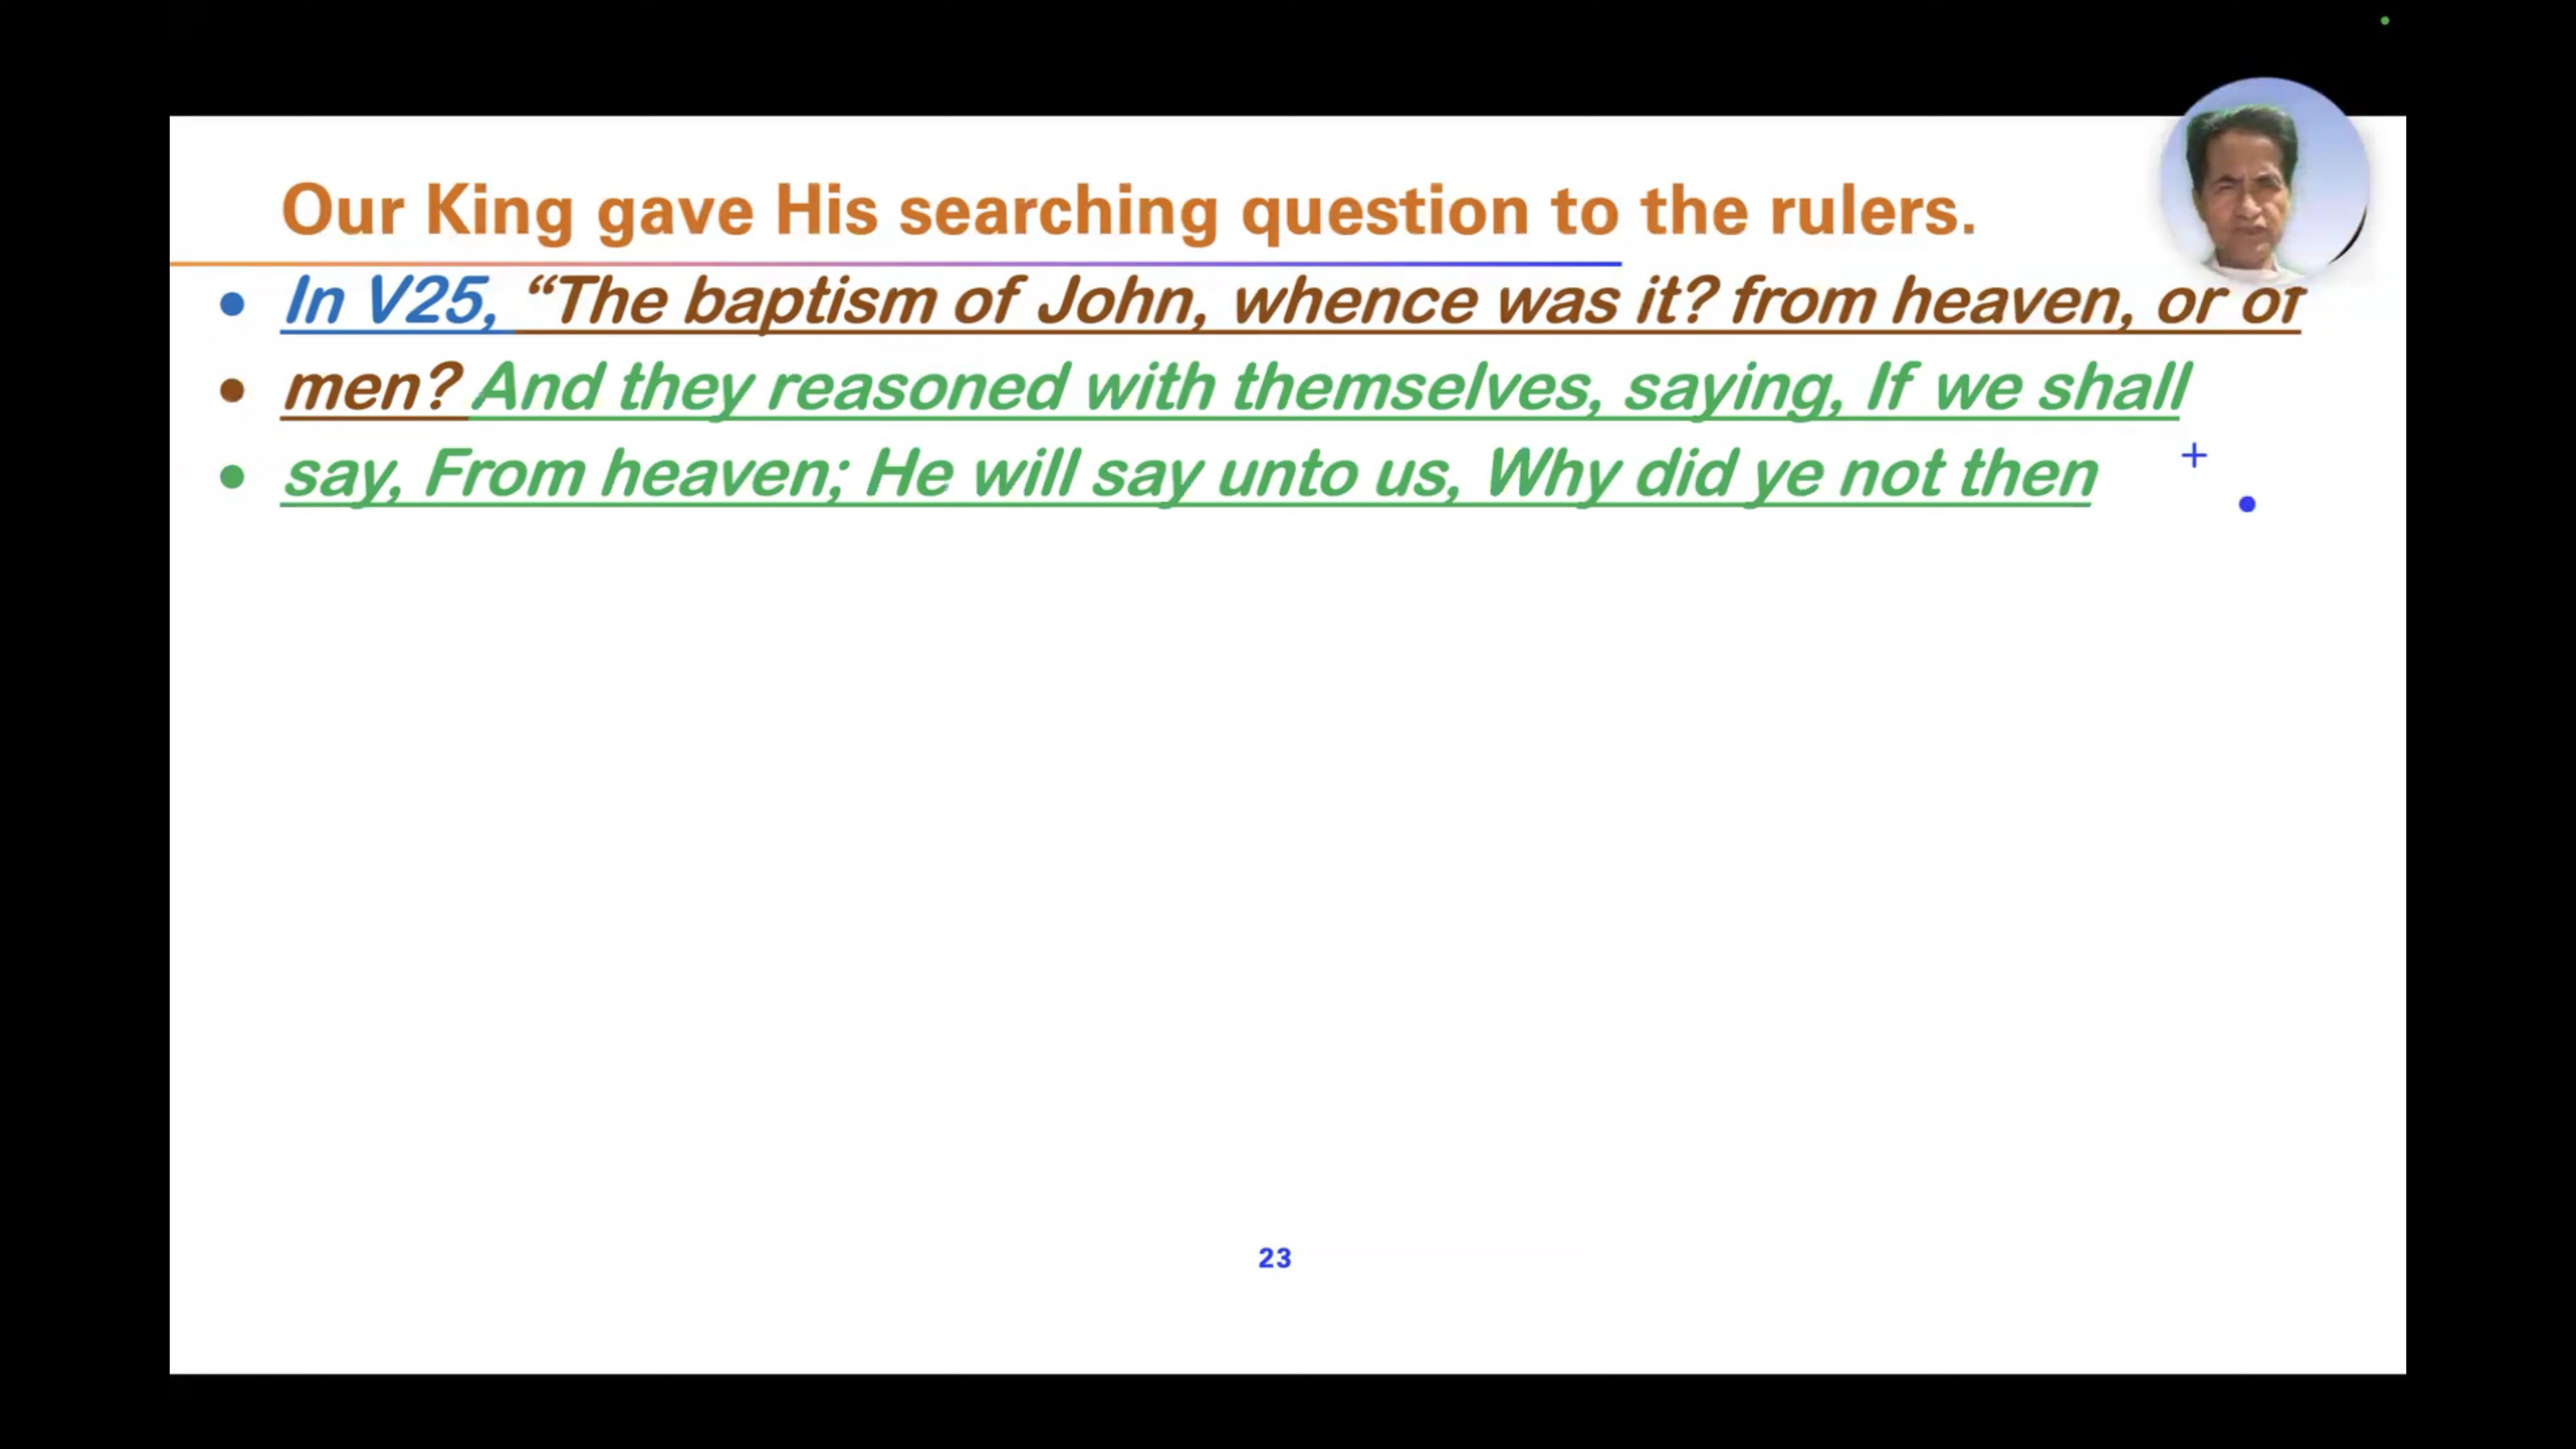 Our King gave His searching question to the rulers.
• In V25, “The baptism of John, whence was it? from heaven, or of
• men? And they reasoned with themselves, saying, If we shall
• say, From heaven; He will say unto us, Why did ye not then
23